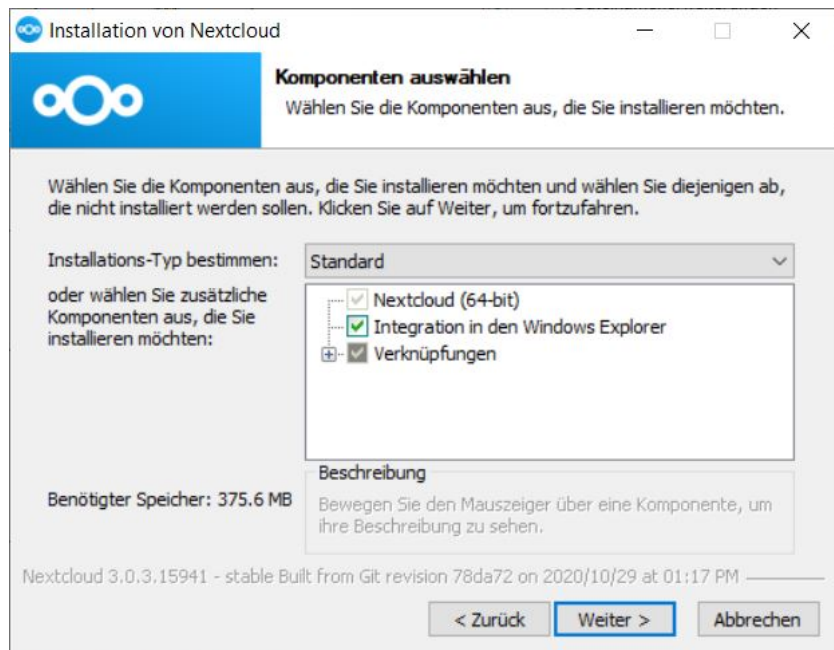 Installation von Nextcloud
Komponenten auswählen
Wählen Sie die Komponenten aus, die Sie installieren möchten.
Wählen Sie die Komponenten aus, die Sie installieren möchten und wählen Sie diejenigen ab,
die nicht installiert werden sollen. Klicken Sie auf Weiter, um fortzufahren.
Installations-Typ bestimmen:
Standard
oder wählen Sie zusätzliche
Komponenten aus, die Sie
installieren möchten:
Nextcloud (64-bit)
Integration in den Windows Explorer
Verknüpfungen
Benötigter Speicher: 375.6 MB
Beschreibung
Bewegen Sie den Mauszeiger über eine Komponente, um
ihre Beschreibung zu sehen.
Nextcloud 3.0.3.15941 - stable Built from Git revision 78da72 on 2020/10/29 at 01:17 PM
< Zurück
Weiter >
Abbrechen